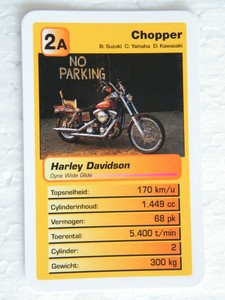 2A
Chopper
B: Suzuki C: Yamaha D: Kawasaki
NO
PARKING
Harley Davidson
Dyna Wide Glide
Topsnelheid: 170 km/u
Cylinderinhoud: 1.449 cc
Vermogen: 68 pk
Toerental: 5.400 t/min
Cylinder: 2
Gewicht: 300 kg